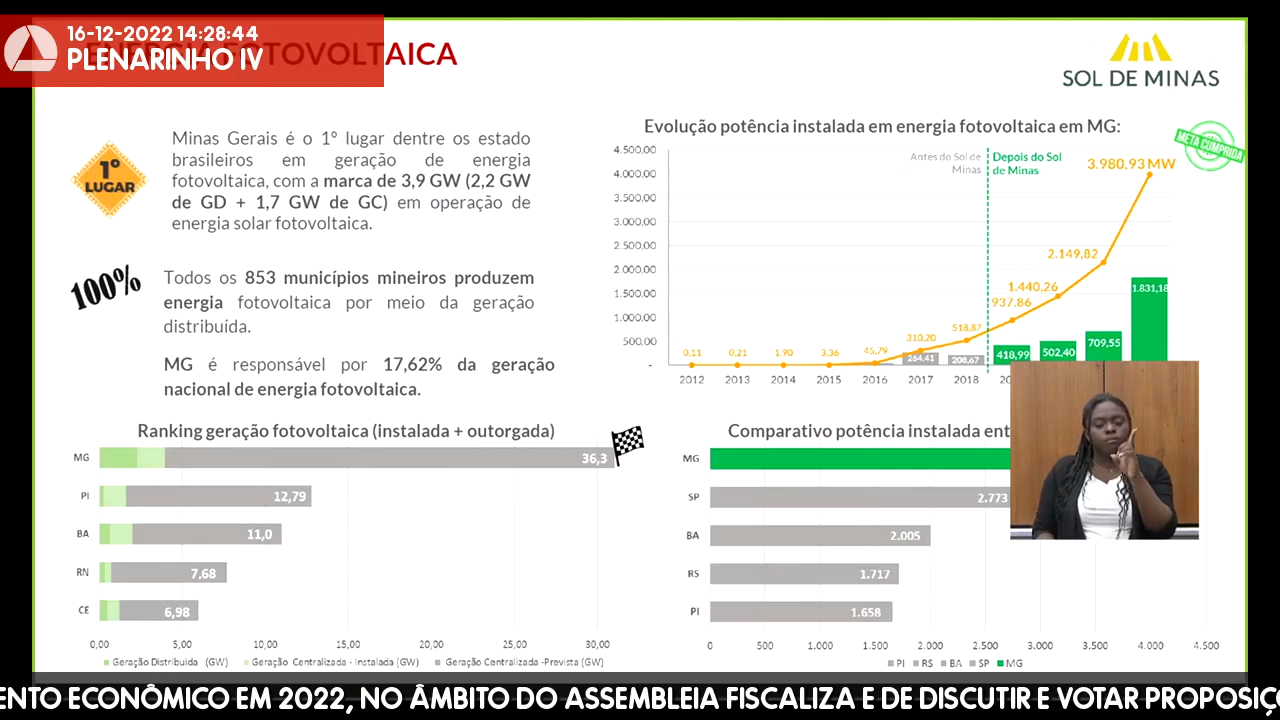 16-12-2022 14:28:44
PLENARINHO IV
ENERGIA FOTOVOLTAICA
SOL DE MINAS
1º
LUGAR
Minas Gerais é o 1º lugar dentre os estado
brasileiros em geração de energia
fotovoltaica, com a marca de 3,9 GW (2,2 GW
de GD + 1,7 GW de GC) em operação de
energia solar fotovoltaica.
100%
Todos os 853 municípios mineiros produzem
energia fotovoltaica por meio da geração
distribuída.
MG é responsável por 17,62% da geração
nacional de energia fotovoltaica.
Evolução potência instalada em energia fotovoltaica em MG:
META CUMPRIDA
Antes do Sol de
Minas
Depois do Sol
de Minas
4.500,00
4.000,00
3.500,00
3.000,00
2.500,00
2.000,00
1.500,00
1.000,00
500,00
-
0,11
0,21
1,90
3,36
45,79
310,20
518,87
937,86
1.440,26
2.149,82
3.980,93 MW
264,41
208,67
418,99
502,40
709,55
1.831,18
2012 2013 2014 2015 2016 2017 2018
Ranking geração fotovoltaica (instalada + outorgada)
MG 36,3
PI 12,79
BA 11,0
RN 7,68
CE 6,98
0,00 5,00 10,00 15,00 20,00 25,00 30,00
Geração Distribuida (GW) Geração Centralizada - Instalada (GW) Geração Centralizada -Prevista (GW)
Comparativo potência instalada ent
MG
SP 2.773
BA 2.005
RS 1.717
PI 1.658
0 500 1.000 1.500 2.000 2.500 3.000 3.500 4.000 4.500
PI RS BA SP MG
ENTO ECONÔMICO EM 2022, NO ÂMBITO DO ASSEMBLEIA FISCALIZA E DE DISCUTIR E VOTAR PROPOSIÇ